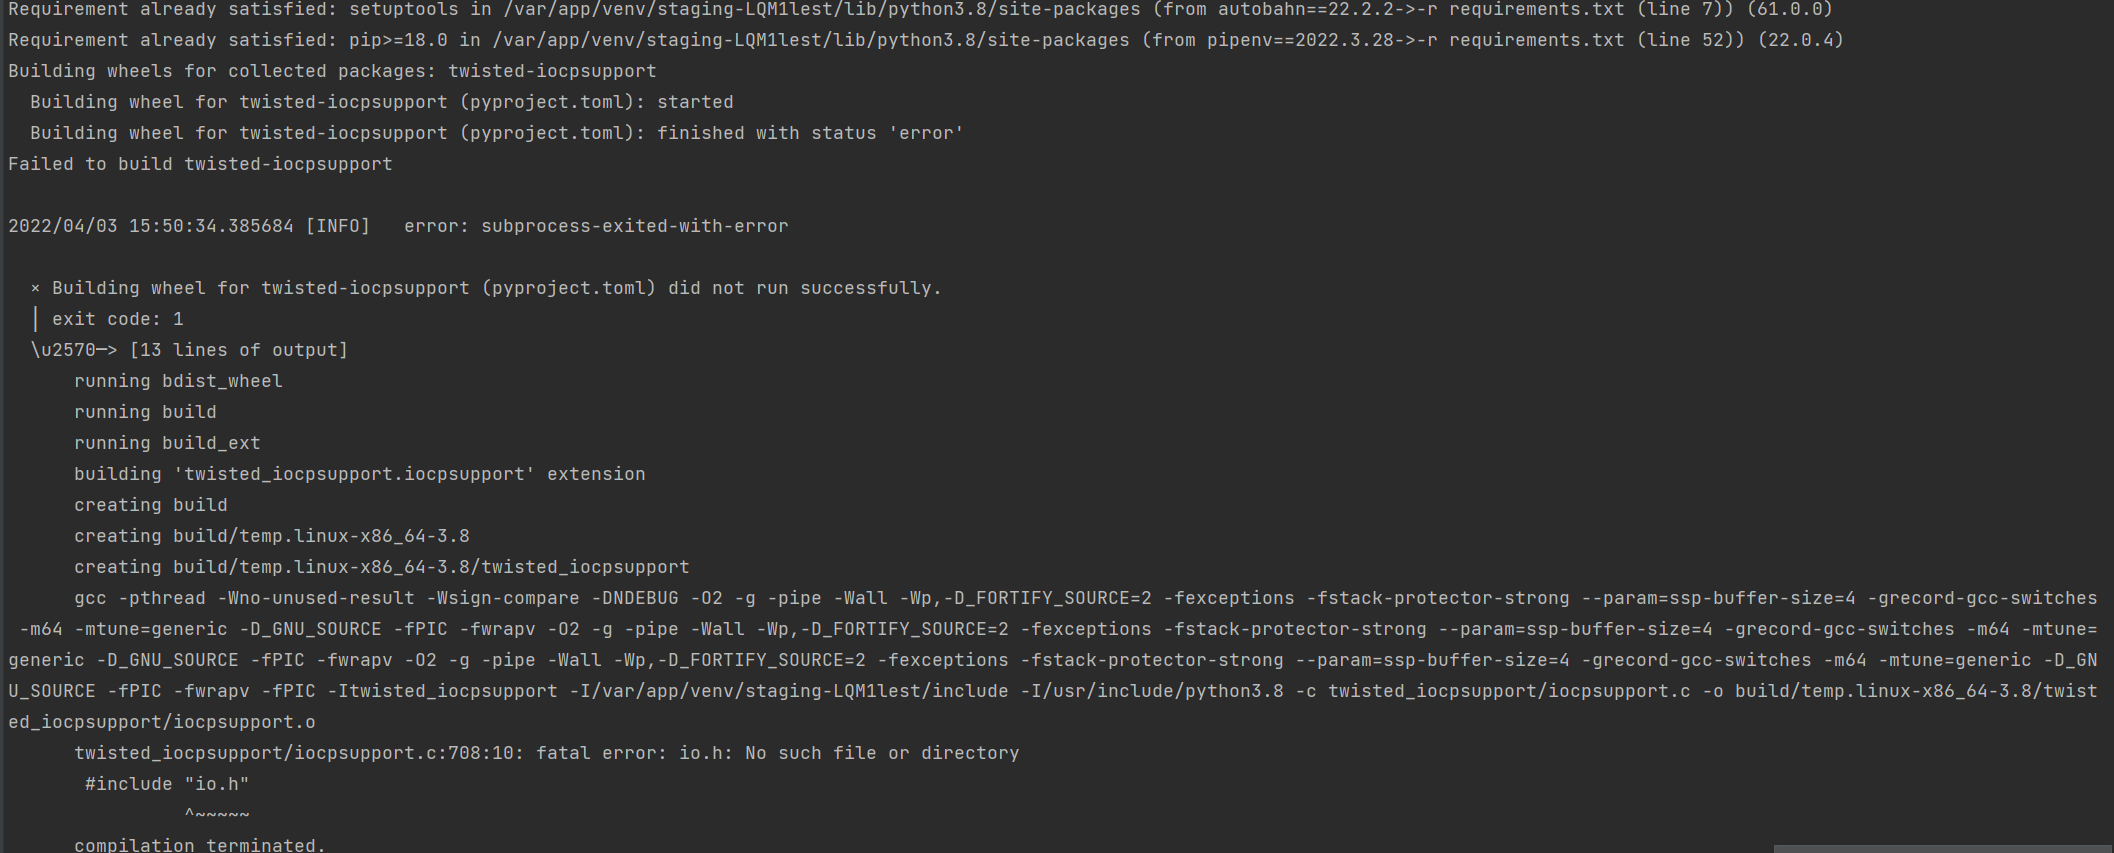 Requirement already satisfied: setuptools in /var/app/venv/staging-LQM1lest/lib/python3.8/site-packages (from autobahn==22.2.2->-r requirements.txt (line 7)) (61.0.0)
Requirement already satisfied: pip>=18.0 in /var/app/venv/staging-LQM1lest/lib/python3.8/site-packages (from pipenv==2022.3.28->-r requirements.txt (line 52)) (22.0.4)
Building wheels for collected packages: twisted-iocpsupport
  Building wheel for twisted-iocpsupport (pyproject.toml): started
  Building wheel for twisted-iocpsupport (pyproject.toml): finished with status 'error'
Failed to build twisted-iocpsupport
2022/04/03 15:50:34.385684 [INFO]   error: subprocess-exited-with-error
  × Building wheel for twisted-iocpsupport (pyproject.toml) did not run successfully.
  │ exit code: 1
  \u2570─> [13 lines of output]
      running bdist_wheel
      running build
      running build_ext
      building 'twisted_iocpsupport.iocpsupport' extension
      creating build
      creating build/temp.linux-x86_64-3.8
      creating build/temp.linux-x86_64-3.8/twisted_iocpsupport
      gcc -pthread -Wno-unused-result -Wsign-compare -DNDEBUG -O2 -g -pipe -Wall -Wp,-D_FORTIFY_SOURCE=2 -fexceptions -fstack-protector-strong --param=ssp-buffer-size=4 -grecord-gcc-switches
 -m64 -mtune=generic -D_GNU_SOURCE -fPIC -fwrapv -O2 -g -pipe -Wall -Wp,-D_FORTIFY_SOURCE=2 -fexceptions -fstack-protector-strong --param=ssp-buffer-size=4 -grecord-gcc-switches -m64 -mtune=
generic -D_GNU_SOURCE -fPIC -fwrapv -O2 -g -pipe -Wall -Wp,-D_FORTIFY_SOURCE=2 -fexceptions -fstack-protector-strong --param=ssp-buffer-size=4 -grecord-gcc-switches -m64 -mtune=generic -D_GN
U_SOURCE -fPIC -fwrapv -fPIC -Itwisted_iocpsupport -I/var/app/venv/staging-LQM1lest/include -I/usr/include/python3.8 -c twisted_iocpsupport/iocpsupport.c -o build/temp.linux-x86_64-3.8/twist
ed_iocpsupport/iocpsupport.o
      twisted_iocpsupport/iocpsupport.c:708:10: fatal error: io.h: No such file or directory
       #include "io.h"
                ^~~~~~
      compilation terminated.